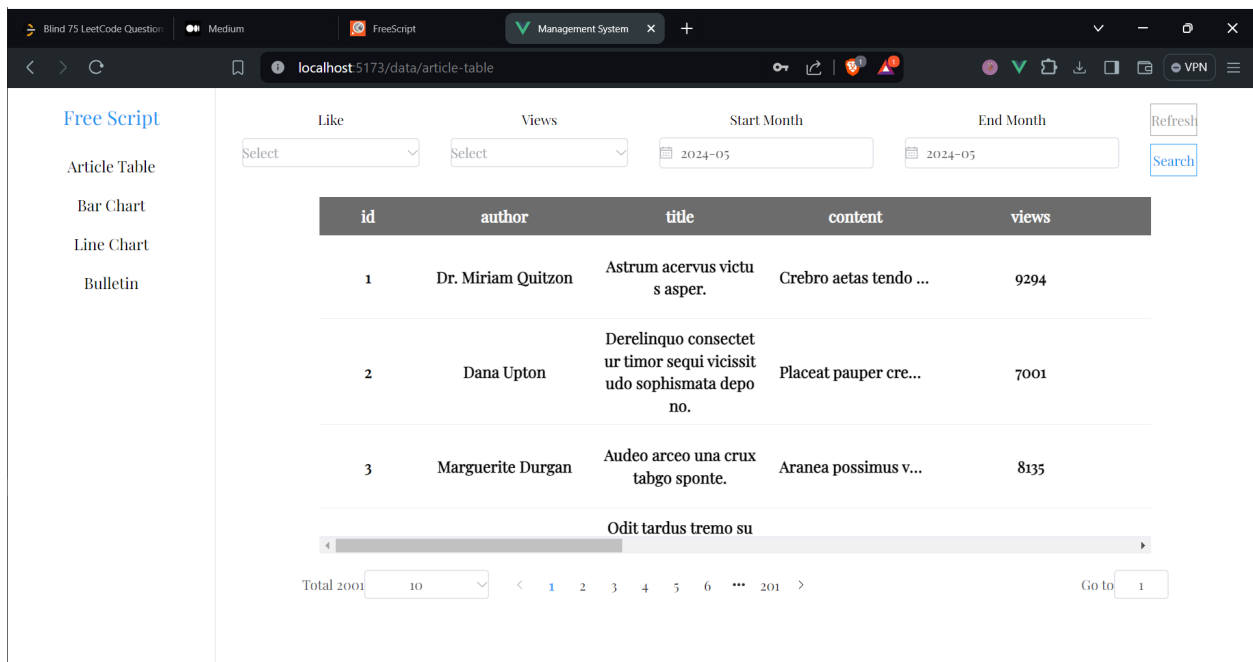 Blind 75 LeetCode Question
Medium
FreeScript
Management System
localhost:5173/data/article-table
1
VPN
Free Script
Article Table
Bar Chart
Line Chart
Bulletin
Like
Views
Start Month
End Month
Refresh
Select
Select
2024-05
2024-05
Search
id author title content views
1 Dr. Miriam Quitzon Astrum acervus victu
s asper. Crebro aetas tendo ... 9294
2 Dana Upton Derelinquo consectet
ur timor sequi vicissit
udo sophismata depo
no. Placeat pauper cre... 7001
3 Marguerite Durgan Audeo arceo una crux
tabgo sponte. Aranea possimus v... 8135
Odit tardus tremo su
Total 2001 10 < 1 2 3 4 5 6 ••• 201 > Go to 1